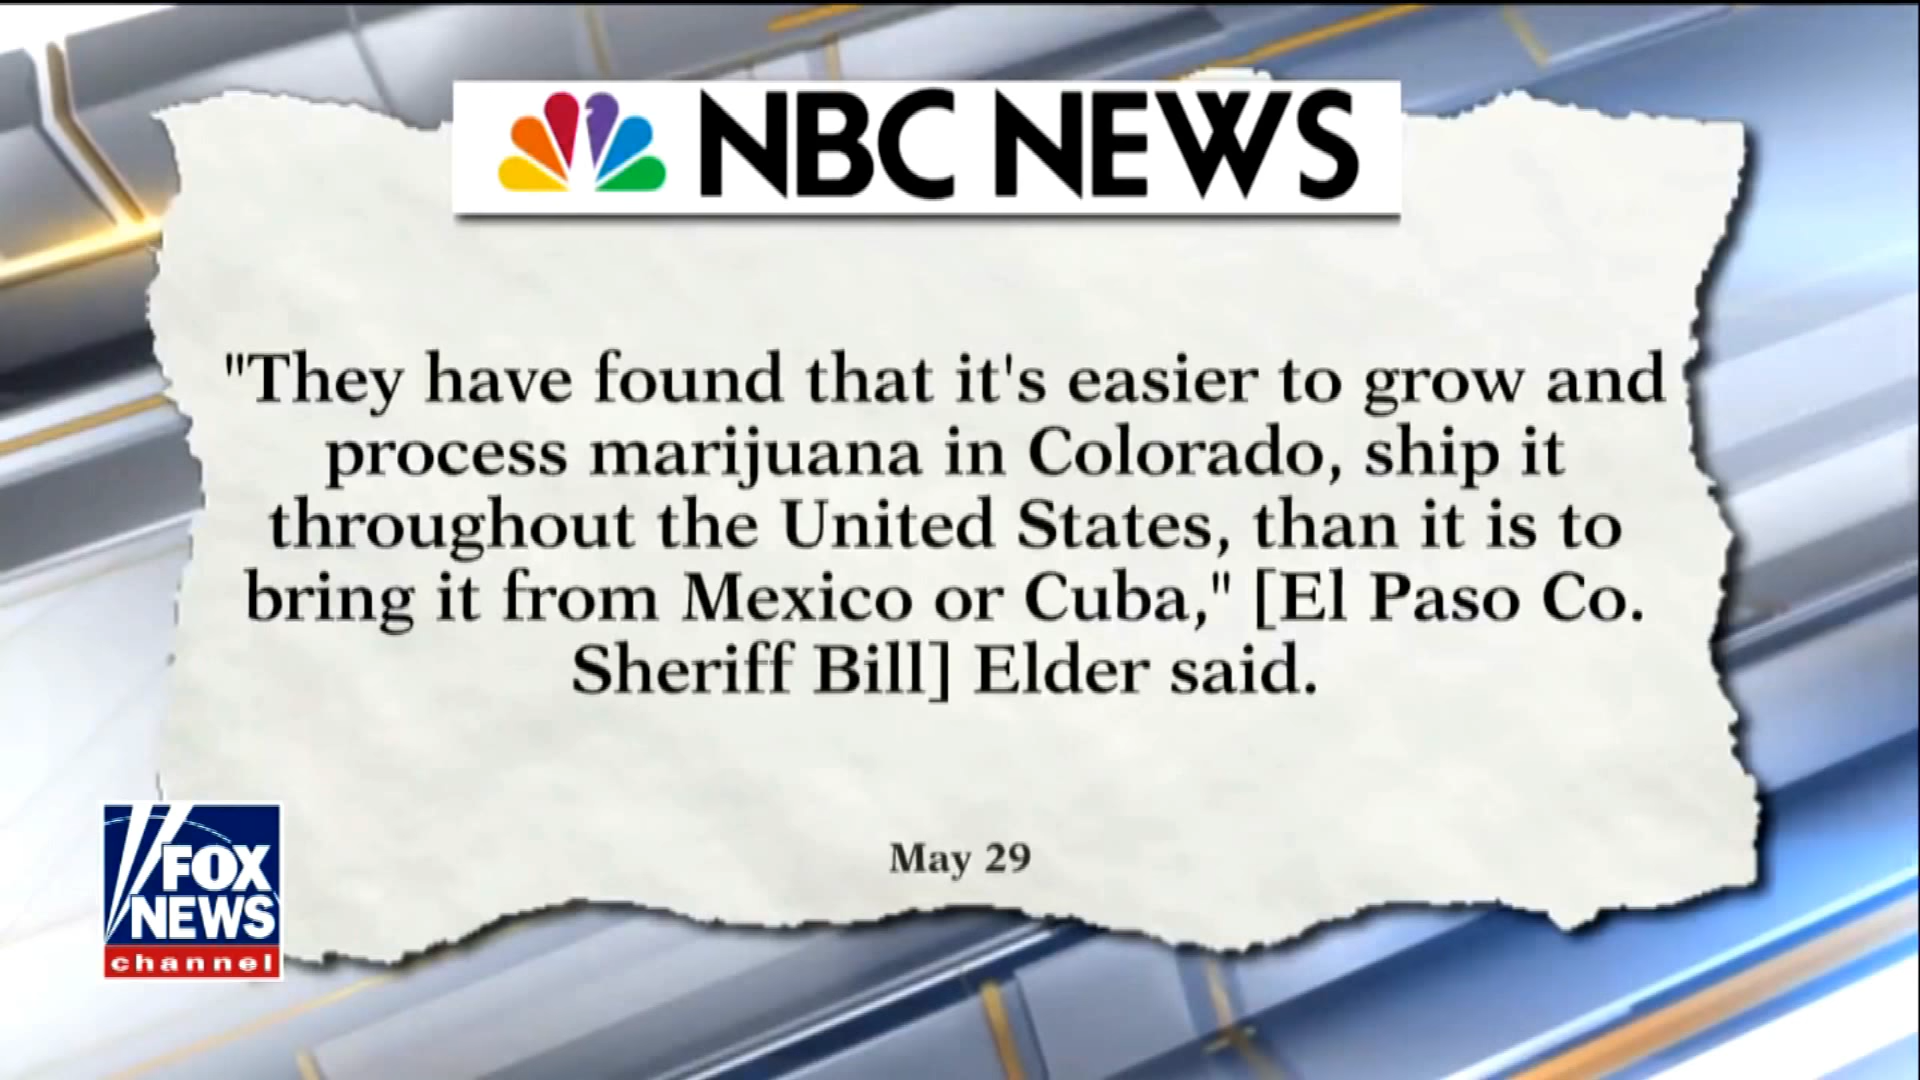 NBC NEWS
"They have found that it's easier to grow and
process marijuana in Colorado, ship it
throughout the United States, than it is to
bring it from Mexico or Cuba," [El Paso Co.
Sheriff Bill] Elder said.
May 29
FOX
NEWS
channel